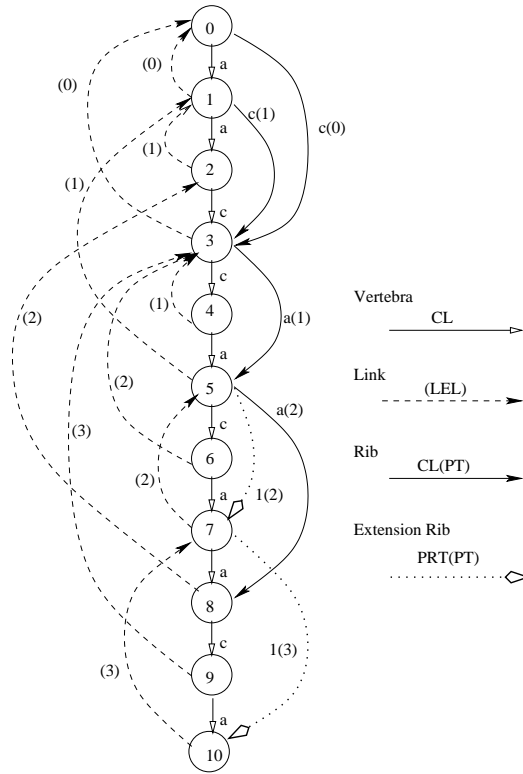 0
(0)
a
(0)
1
c(1)
c(0)
a
(1)
2
(1)
c
3
c
Vertebra
CL
(1)
4
a(1)
(2)
a
Link
(LEL)
(2)
5
a(2)
(3)
c
6
Rib
CL(PT)
(2)
a
1(2)
7
Extension Rib
PRT(PT)
a
8
c
1(3)
(3)
9
a
10